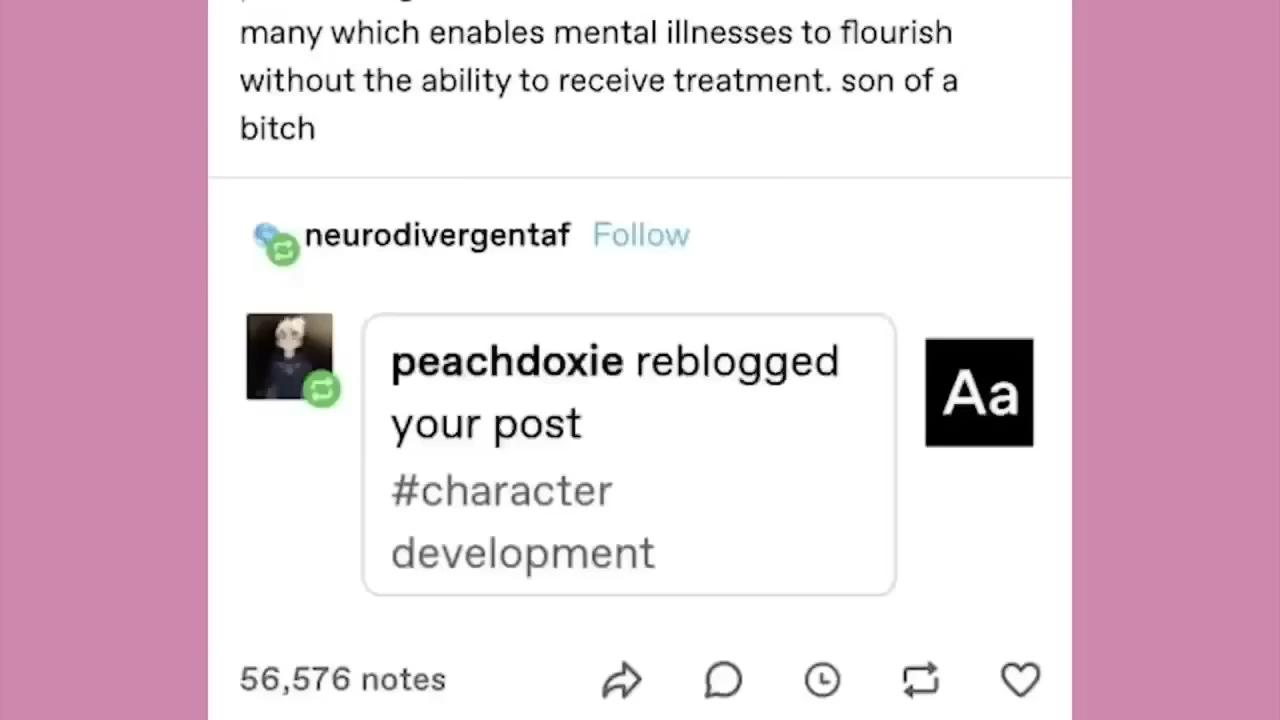 many which enables mental illnesses to flourish
without the ability to receive treatment. son of a
bitch
neurodivergentaf Follow
peachdoxie reblogged
your post
#character
development
Aa
56,576 notes